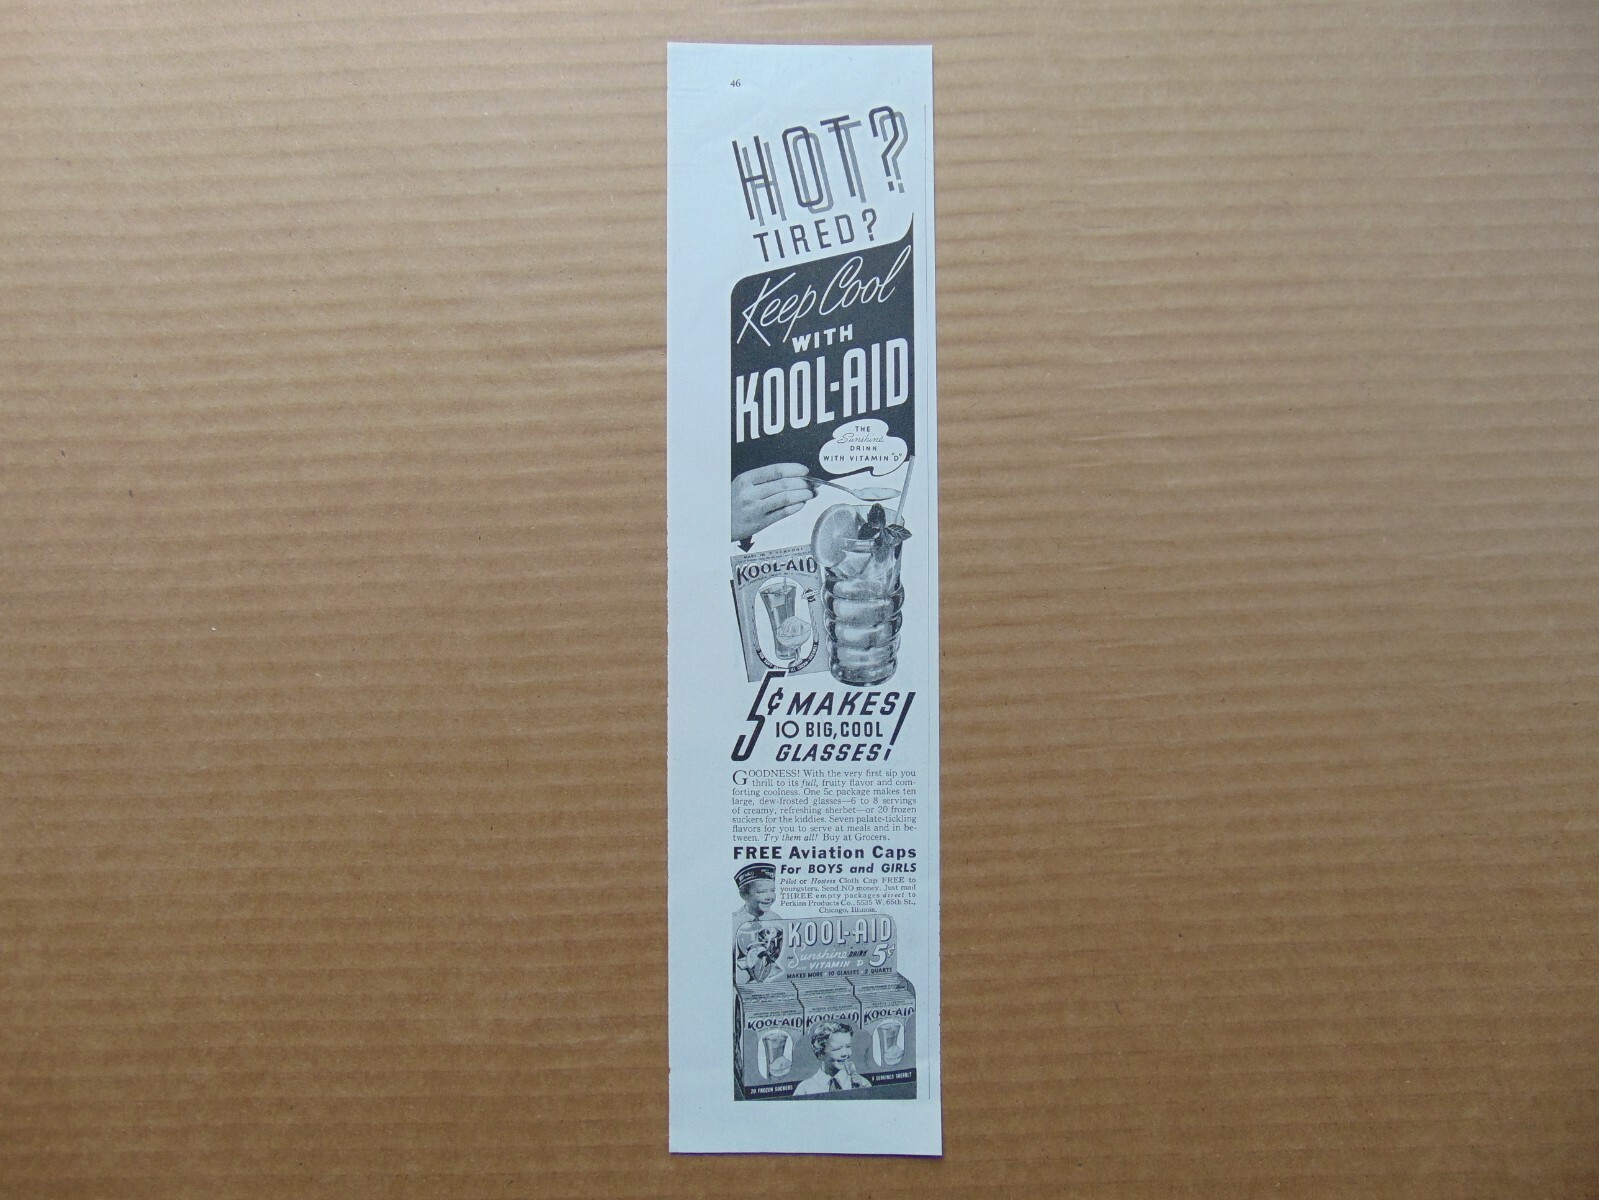 46
HOT?
TIRED?
Keep Cool
WITH
KOOL-AID
THE
Sunshine
DRINK
WITH VITAMIN "D"
KOOL-AID
5¢ MAKES
10 BIG, COOL
GLASSES!
GOODNESS! With the very first sip you
thrill to its full, fruity flavor and com-
forting coolness. One 5c package makes ten
large, dew-frosted glasses—6 to 8 servings
of creamy, refreshing sherbet—or 20 frozen
suckers for the kiddies. Seven palate-tickling
flavors for you to serve at meals and in be-
tween. Try them all! Buy at Grocers.
FREE Aviation Caps
For BOYS and GIRLS
Pilot or Hostess Cloth Cap FREE to
youngsters. Send NO money. Just mail
THREE empty packages direct to
Perkins Products Co., 5535 W. 65th St.,
Chicago, Illinois.
KOOL-AID
Sunshine DRINK 5¢
VITAMIN D
MAKES MORE 10 GLASSES 2 QUARTS
KOOL-AID KOOL-AID KOOL-AID
20 FROZEN SUCKERS
SERVINGS SHERBET